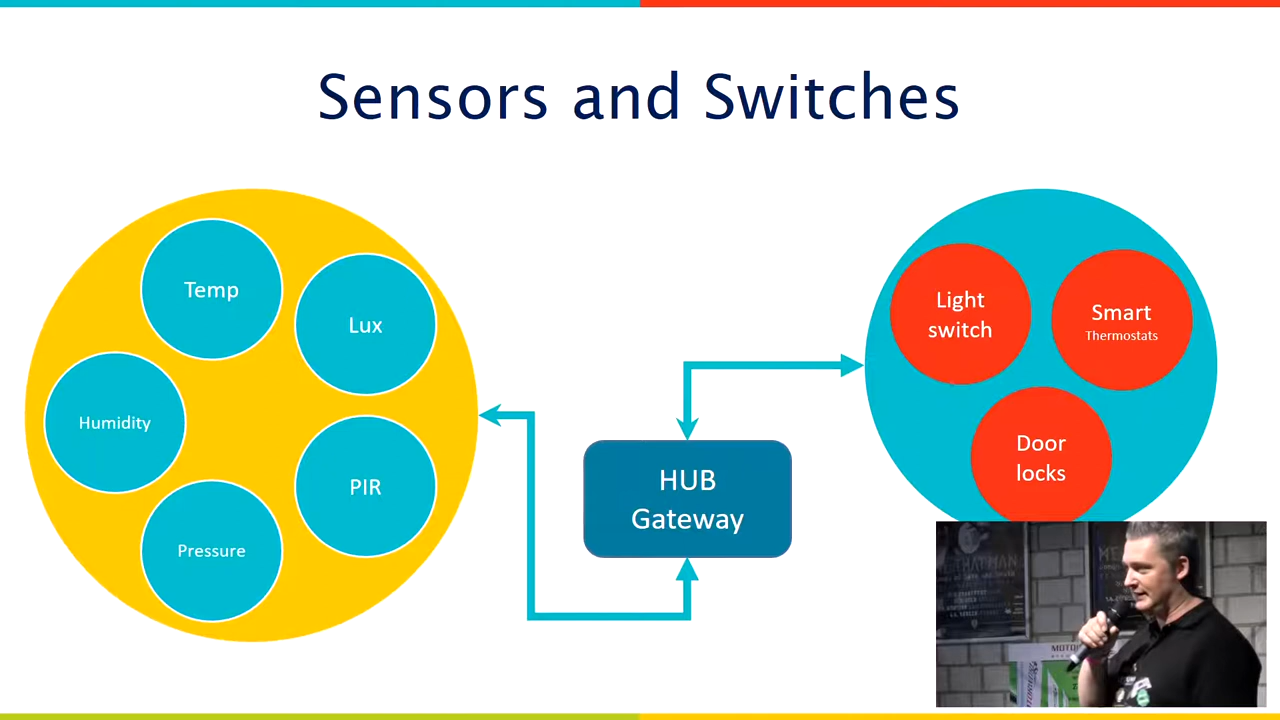 Sensors and Switches
Temp
Lux
Humidity
PIR
Pressure
HUB
Gateway
Light
switch
Smart
Thermostats
Door
locks